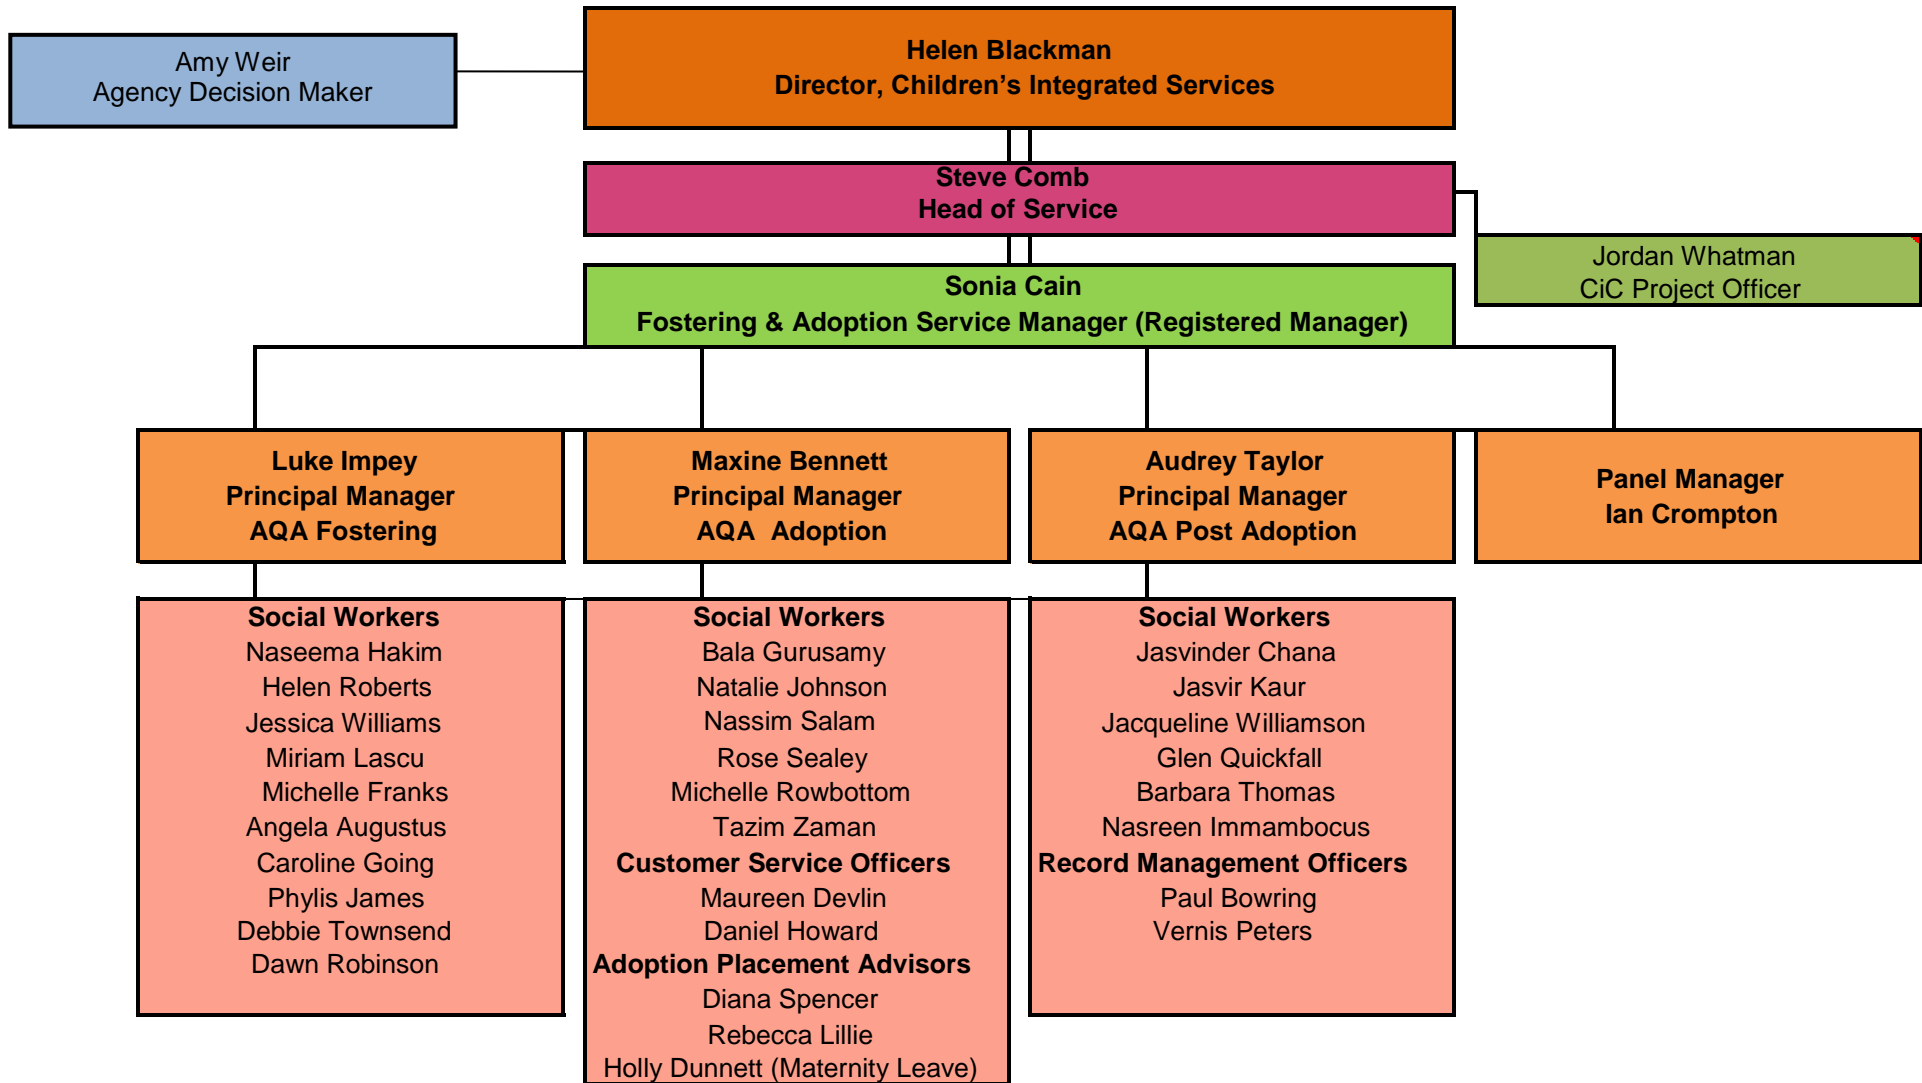 Amy Weir
Agency Decision Maker
Helen Blackman
Director, Children’s Integrated Services
Steve Comb
Head of Service
Jordan Whatman
CiC Project Officer
Sonia Cain
Fostering & Adoption Service Manager (Registered Manager)
Luke Impey
Principal Manager
AQA Fostering
Maxine Bennett
Principal Manager
AQA  Adoption
Audrey Taylor
Principal Manager
AQA Post Adoption
Panel Manager
Ian Crompton
Social Workers
Naseema Hakim
Helen Roberts
Jessica Williams
Miriam Lascu
Michelle Franks
Angela Augustus
Caroline Going
Phylis James
Debbie Townsend
Dawn Robinson
Social Workers
Bala Gurusamy
Natalie Johnson
Nassim Salam
Rose Sealey
Michelle Rowbottom
Tazim Zaman
Customer Service Officers
Maureen Devlin
Daniel Howard
Adoption Placement Advisors
Diana Spencer
Rebecca Lillie
Holly Dunnett (Maternity Leave)
Social Workers
Jasvinder Chana
Jasvir Kaur
Jacqueline Williamson
Glen Quickfall
Barbara Thomas
Nasreen Immambocus
Record Management Officers
Paul Bowring
Vernis Peters